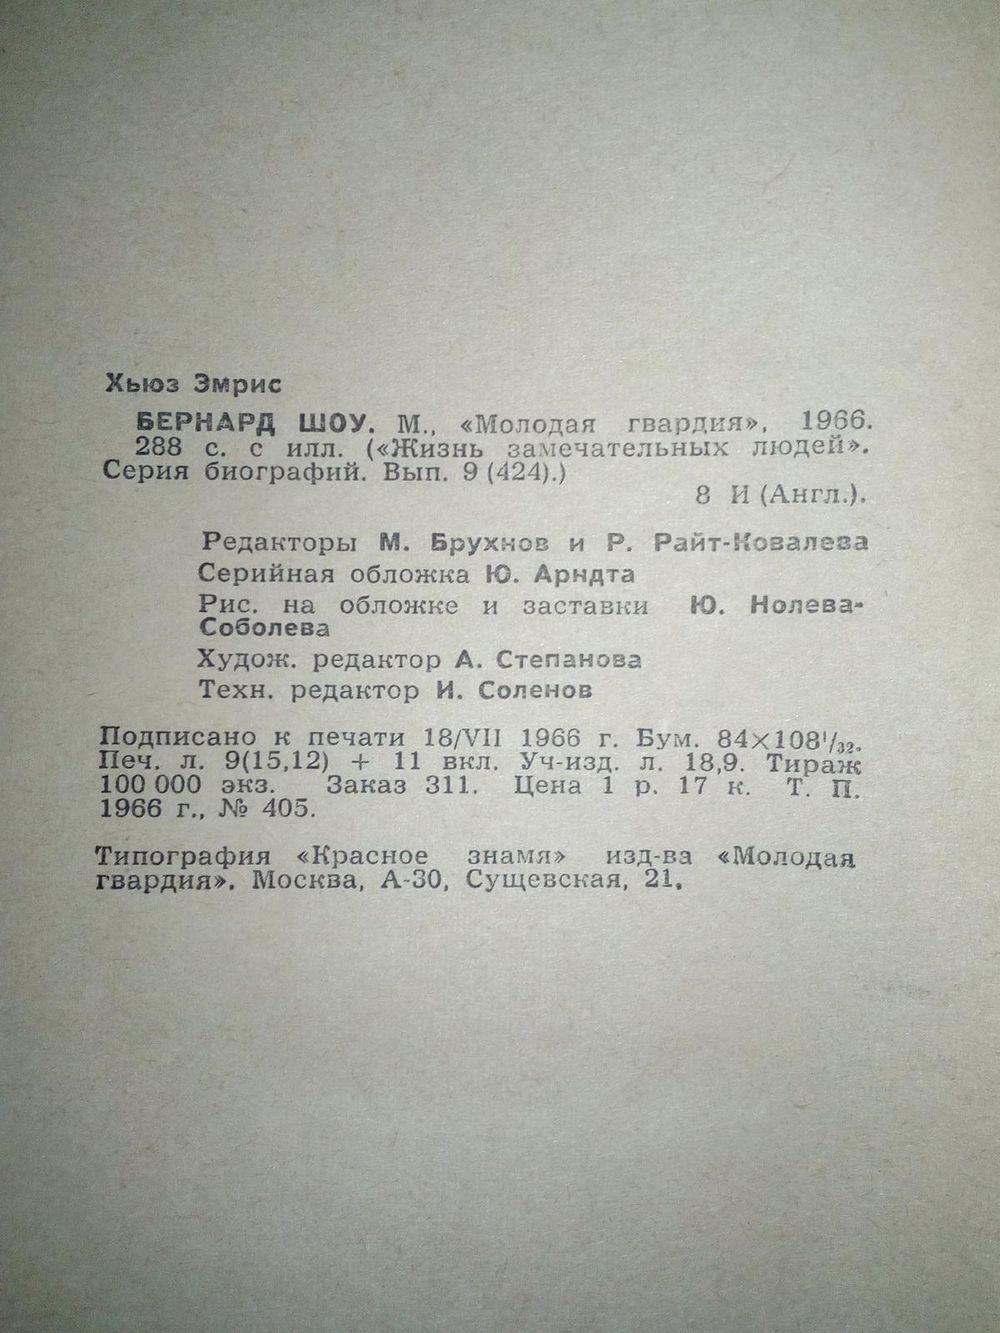 Хьюз Эмрис
БЕРНАРД ШОУ. М., «Молодая гвардия», 1966.
288 с. с илл. («Жизнь замечательных людей».
Серия биографий. Вып. 9 (424).)
8 И (Англ.).
Редакторы М. Брухнов и Р. Райт-Ковалева
Серийная обложка Ю. Арндта
Рис. на обложке и заставки Ю. Нолева-
Соболева
Худож. редактор А. Степанова
Техн. редактор И. Соленов
Подписано к печати 18/VII 1966 г. Бум. 84×108¹/₃₂.
Печ. л. 9(15,12) + 11 вкл. Уч-изд. л. 18,9. Тираж
100 000 экз. Заказ 311. Цена 1 р. 17 к. Т. П.
1966 г., № 405.
Типография «Красное знамя» изд-ва «Молодая
гвардия». Москва, А-30, Сущевская, 21.